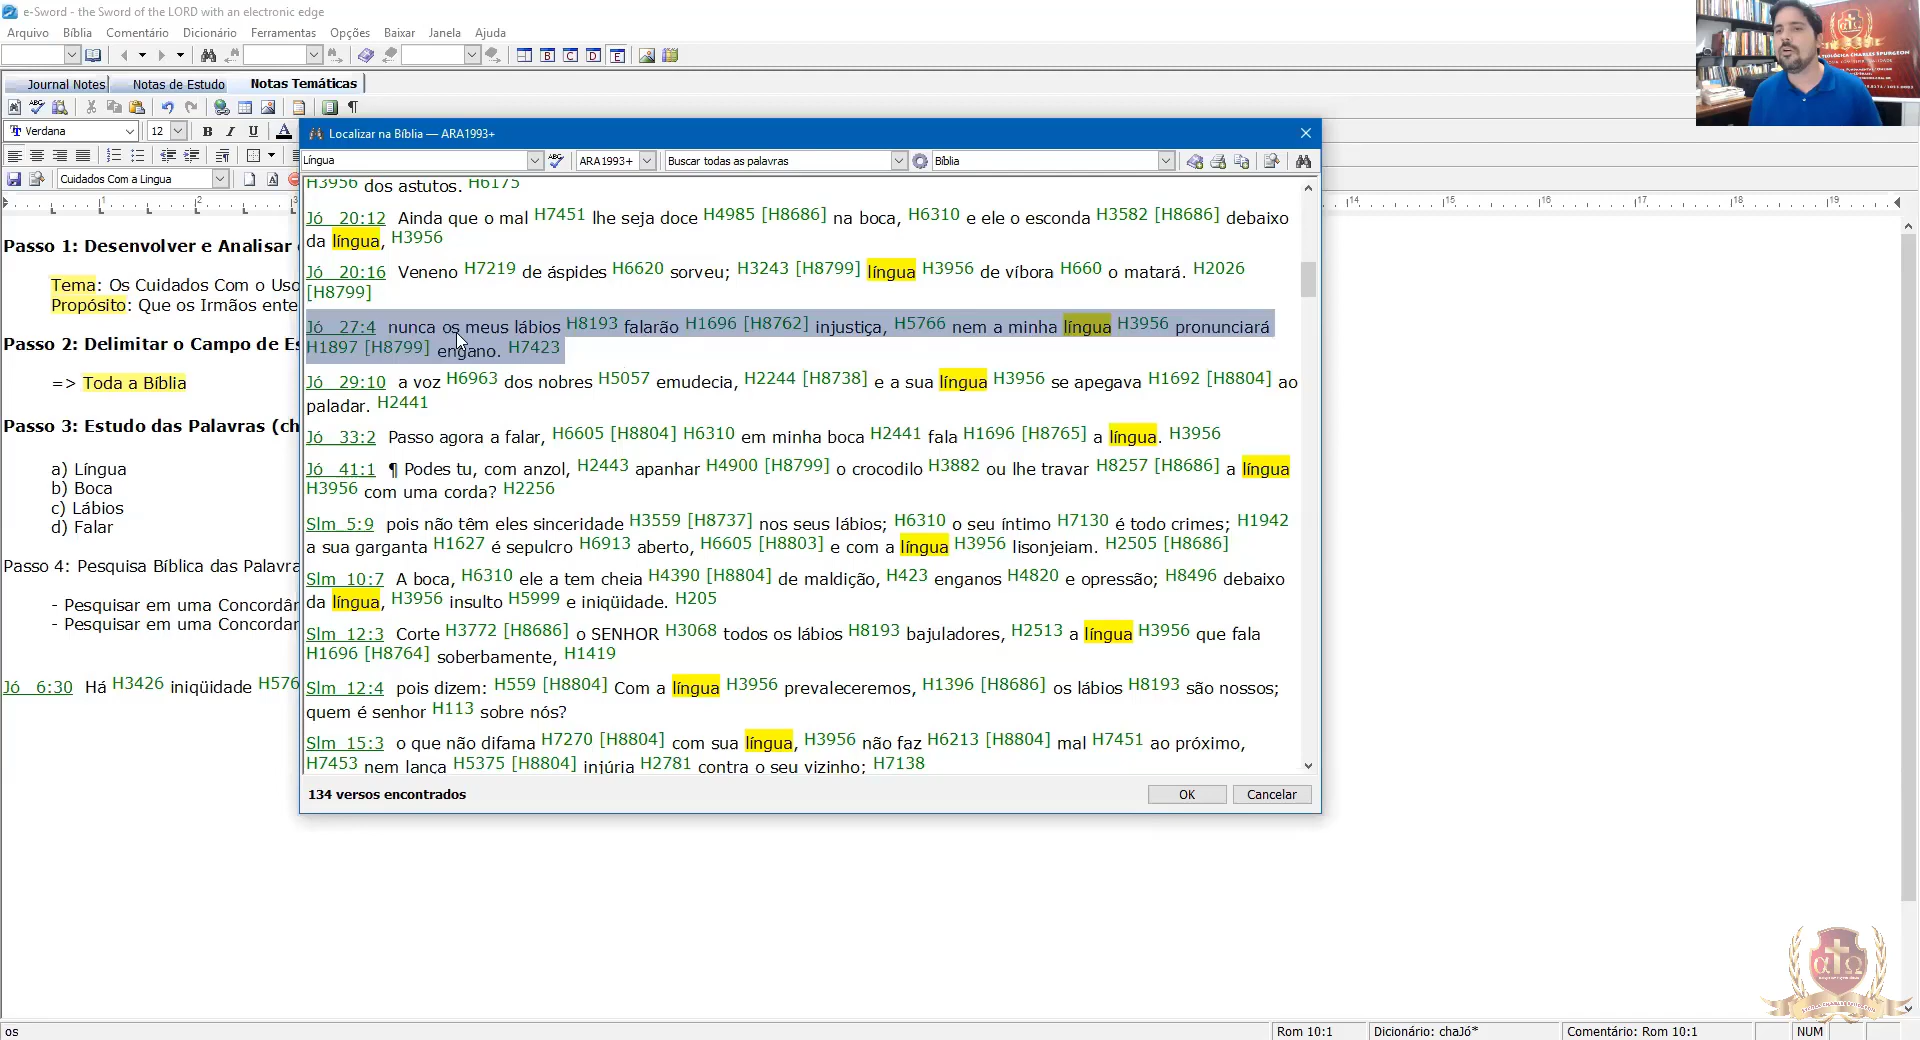 e-Sword - the Sword of the LORD with an electronic edge
Arquivo Bíblia Comentário Dicionário Ferramentas Opções Baixar Janela Ajuda
Journal Notes Notas de Estudo Notas Temáticas
Verdana 12 B I U A
Cuidados Com a Lingua
Passo 1: Desenvolver e Analisar
Tema: Os Cuidados Com o Uso
Propósito: Que os Irmãos ente
Passo 2: Delimitar o Campo de Es
=> Toda a Bíblia
Passo 3: Estudo das Palavras (ch
a) Língua
b) Boca
c) Lábios
d) Falar
Passo 4: Pesquisa Bíblica das Palavra
- Pesquisar em uma Concordân
- Pesquisar em uma Concordar
Jó 6:30 Há H3426 iniqüidade H576
Localizar na Bíblia — ARA1993+
Língua ARA1993+ Buscar todas as palavras Bíblia
H3956 dos astutos. H6175
Jó 20:12 Ainda que o mal H7451 lhe seja doce H4985 [H8686] na boca, H6310 e ele o esconda H3582 [H8686] debaixo
da língua, H3956
Jó 20:16 Veneno H7219 de áspides H6620 sorveu; H3243 [H8799] língua H3956 de víbora H660 o matará. H2026
[H8799]
Jó 27:4 nunca os meus lábios H8193 falarão H1696 [H8762] injustiça, H5766 nem a minha língua H3956 pronunciará
H1897 [H8799] engano. H7423
Jó 29:10 a voz H6963 dos nobres H5057 emudecia, H2244 [H8738] e a sua língua H3956 se apegava H1692 [H8804] ao
paladar. H2441
Jó 33:2 Passo agora a falar, H6605 [H8804] H6310 em minha boca H2441 fala H1696 [H8765] a língua. H3956
Jó 41:1 ¶ Podes tu, com anzol, H2443 apanhar H4900 [H8799] o crocodilo H3882 ou lhe travar H8257 [H8686] a língua
H3956 com uma corda? H2256
Slm 5:9 pois não têm eles sinceridade H3559 [H8737] nos seus lábios; H6310 o seu íntimo H7130 é todo crimes; H1942
a sua garganta H1627 é sepulcro H6913 aberto, H6605 [H8803] e com a língua H3956 lisonjeiam. H2505 [H8686]
Slm 10:7 A boca, H6310 ele a tem cheia H4390 [H8804] de maldição, H423 enganos H4820 e opressão; H8496 debaixo
da língua, H3956 insulto H5999 e iniqüidade. H205
Slm 12:3 Corte H3772 [H8686] o SENHOR H3068 todos os lábios H8193 bajuladores, H2513 a língua H3956 que fala
H1696 [H8764] soberbamente, H1419
Slm 12:4 pois dizem: H559 [H8804] Com a língua H3956 prevaleceremos, H1396 [H8686] os lábios H8193 são nossos;
quem é senhor H113 sobre nós?
Slm 15:3 o que não difama H7270 [H8804] com sua língua, H3956 não faz H6213 [H8804] mal H7451 ao próximo,
H7453 nem lança H5375 [H8804] injúria H2781 contra o seu vizinho; H7138
134 versos encontrados OK Cancelar
os Rom 10:1 Dicionário: chaJó* Comentário: Rom 10:1 NUM